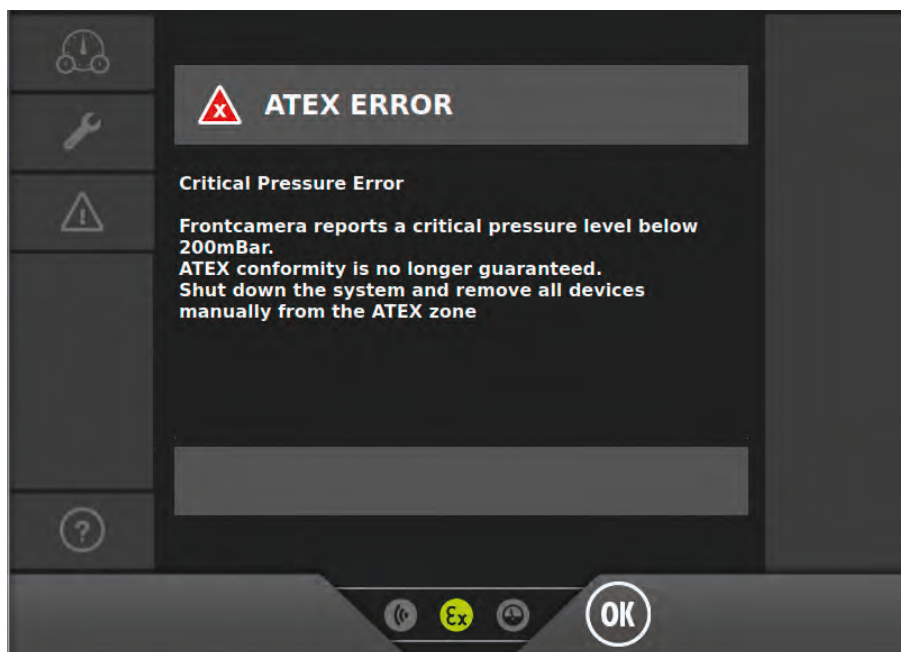 ATEX ERROR
Critical Pressure Error
Frontcamera reports a critical pressure level below
200mBar.
ATEX conformity is no longer guaranteed.
Shut down the system and remove all devices
manually from the ATEX zone
Ex
OK